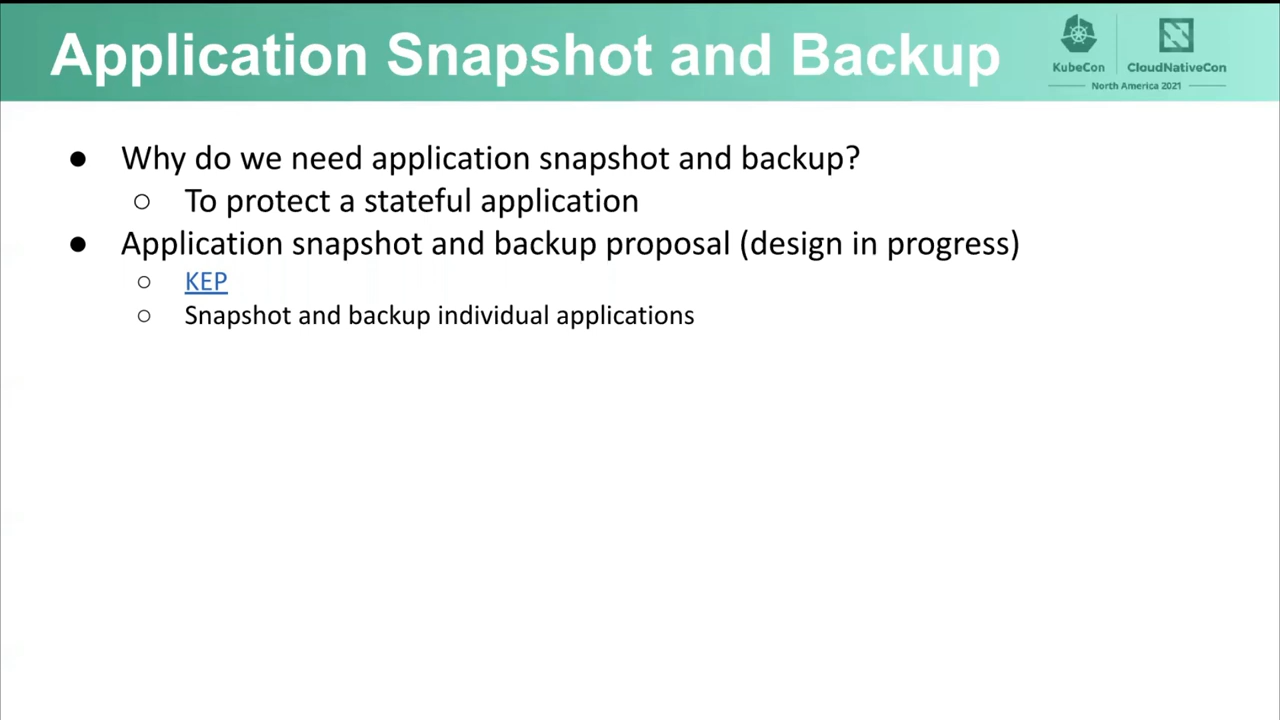 Application Snapshot and Backup
KubeCon
CloudNativeCon
North America 2021
● Why do we need application snapshot and backup?
○ To protect a stateful application
● Application snapshot and backup proposal (design in progress)
○ KEP
○ Snapshot and backup individual applications